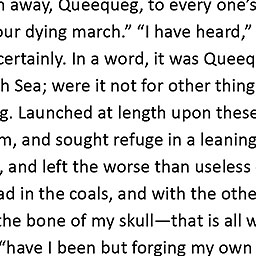 away, Queequeg, to every one's
our dying march.” “I have heard,”
certainly. In a word, it was Queeq
h Sea; were it not for other thing
g. Launched at length upon these
m, and sought refuge in a leaning
, and left the worse than useless
ad in the coals, and with the othe
the bone of my skull—that is all w
“have I been but forging my own